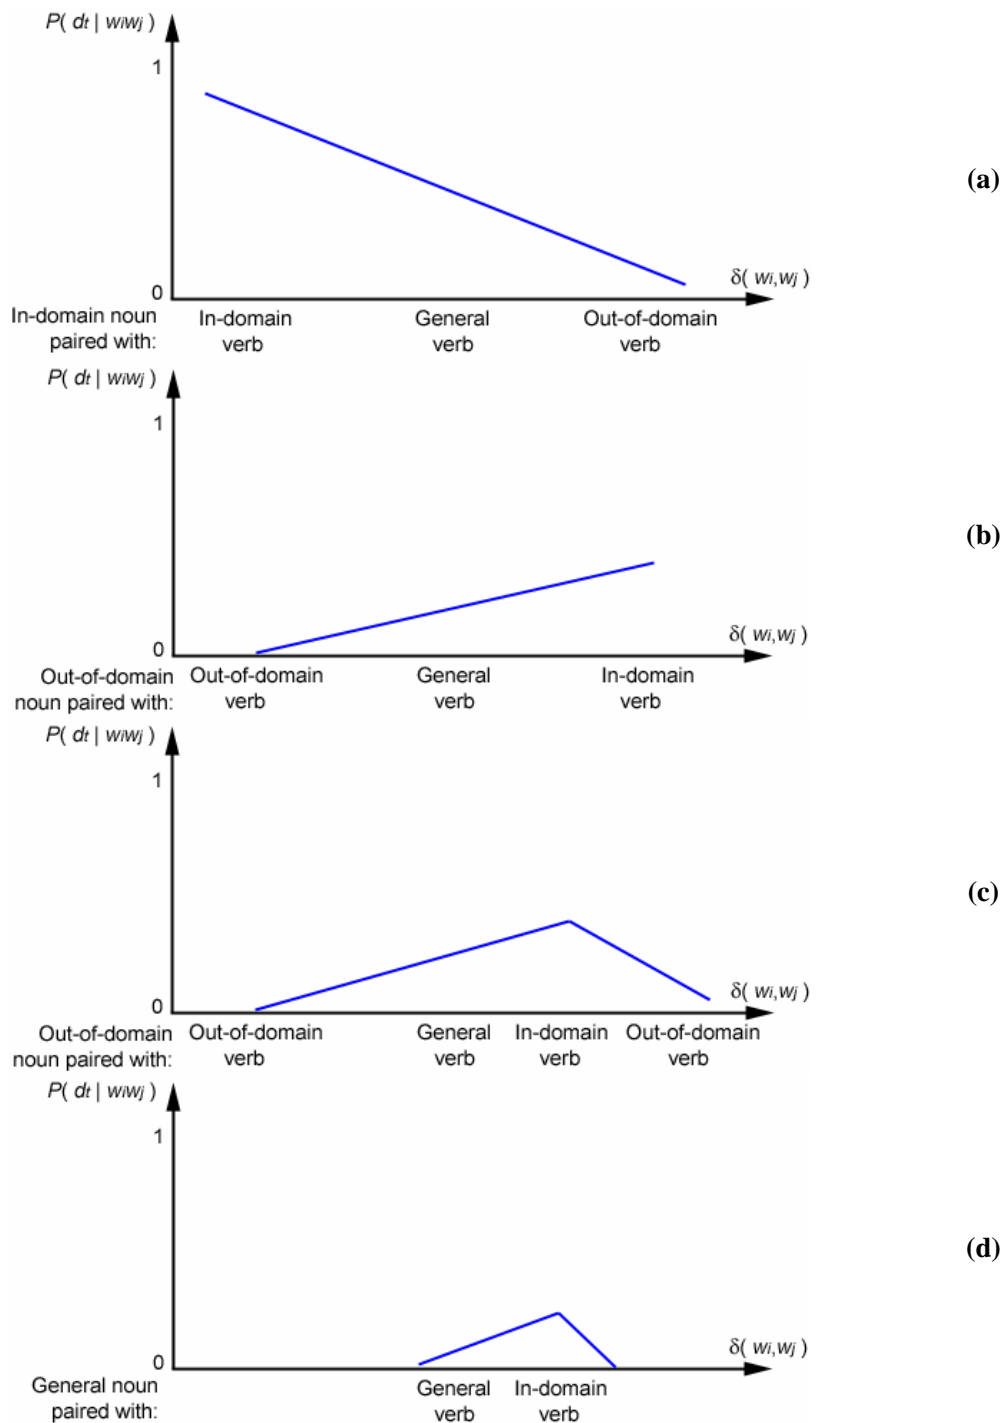 P( dt | wiwj )
1
(a)
0
δ( wi,wj )
In-domain noun paired with:
In-domain verb
General verb
Out-of-domain verb
P( dt | wiwj )
1
(b)
0
δ( wi,wj )
Out-of-domain noun paired with:
Out-of-domain verb
General verb
In-domain verb
P( dt | wiwj )
1
(c)
0
δ( wi,wj )
Out-of-domain noun paired with:
Out-of-domain verb
General verb
In-domain verb
Out-of-domain verb
P( dt | wiwj )
1
(d)
0
δ( wi,wj )
General noun paired with:
General verb
In-domain verb